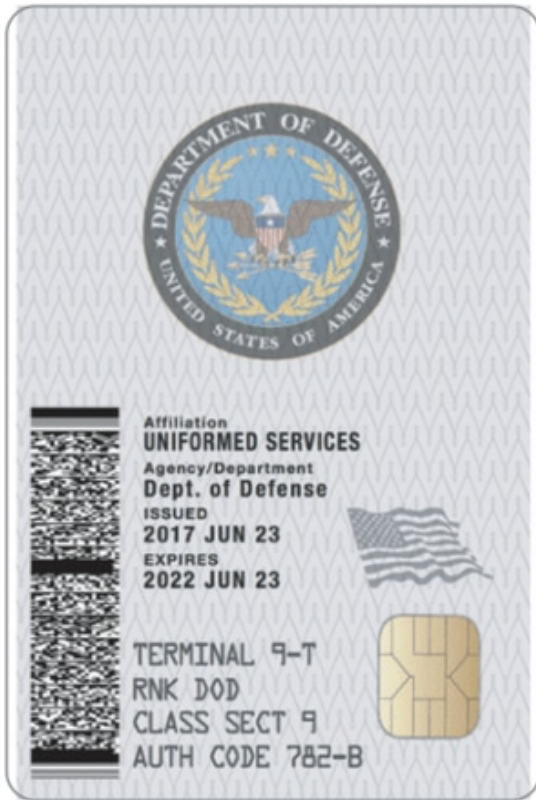 DEPARTMENT OF DEFENSE
UNITED STATES OF AMERICA
Affiliation
UNIFORMED SERVICES
Agency/Department
Dept. of Defense
ISSUED
2017 JUN 23
EXPIRES
2022 JUN 23
TERMINAL 9-T
RNK DOD
CLASS SECT 9
AUTH CODE 782-B